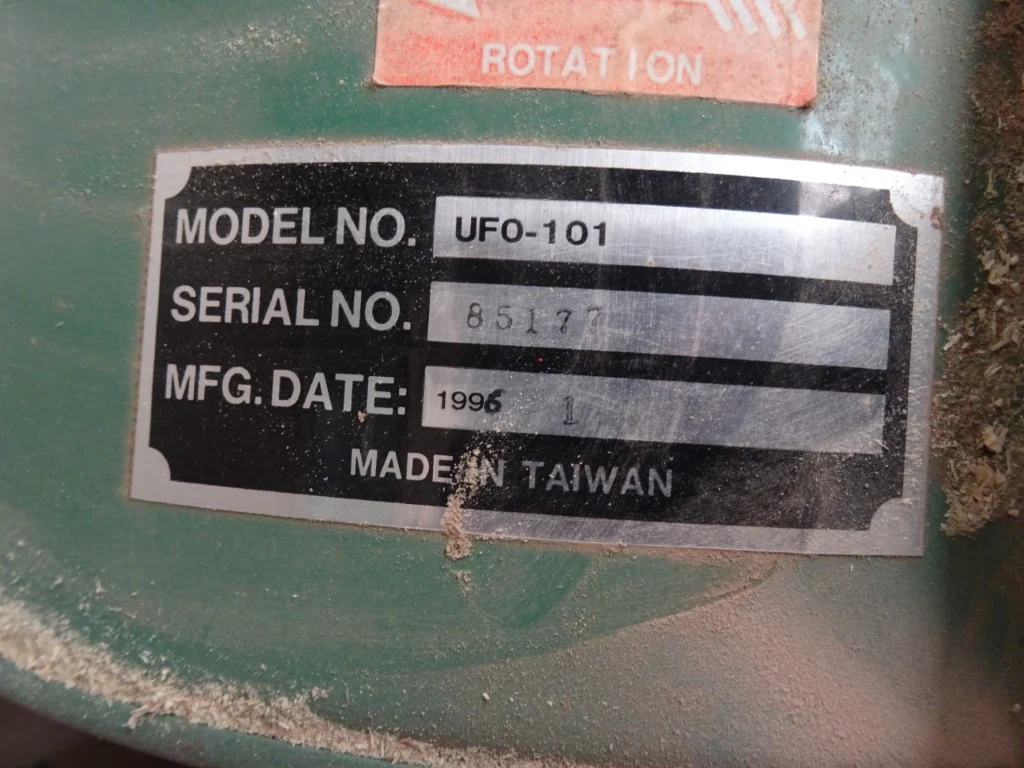 ROTATION
MODEL NO. UFO-101
SERIAL NO. 85177
MFG. DATE: 1996 1
MADE IN TAIWAN